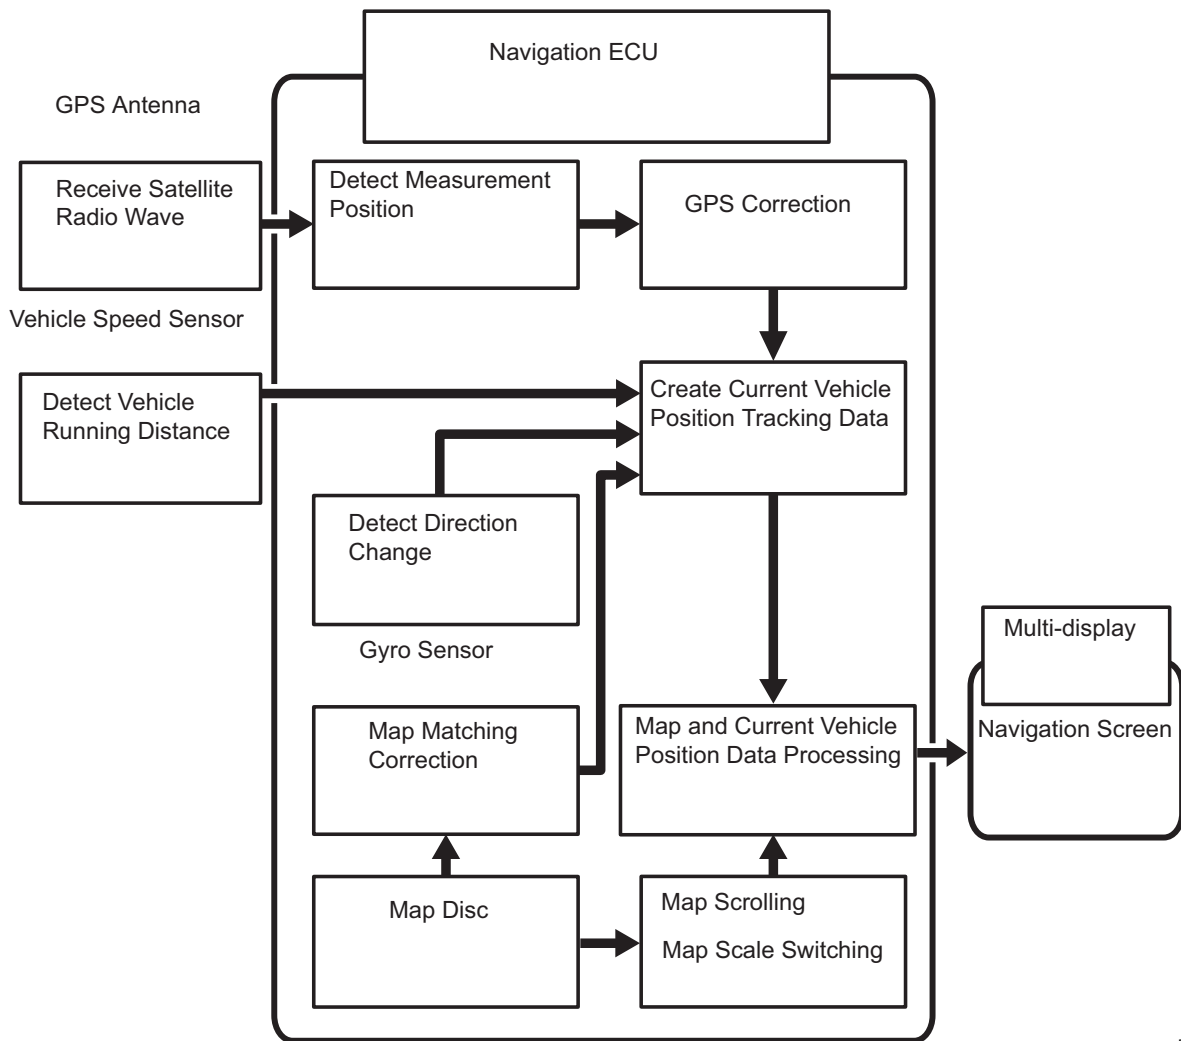 Navigation ECU
GPS Antenna
Receive Satellite
Radio Wave
Detect Measurement
Position
GPS Correction
Vehicle Speed Sensor
Detect Vehicle
Running Distance
Create Current Vehicle
Position Tracking Data
Detect Direction
Change
Gyro Sensor
Multi-display
Navigation Screen
Map Matching
Correction
Map and Current Vehicle
Position Data Processing
Map Disc
Map Scrolling
Map Scale Switching